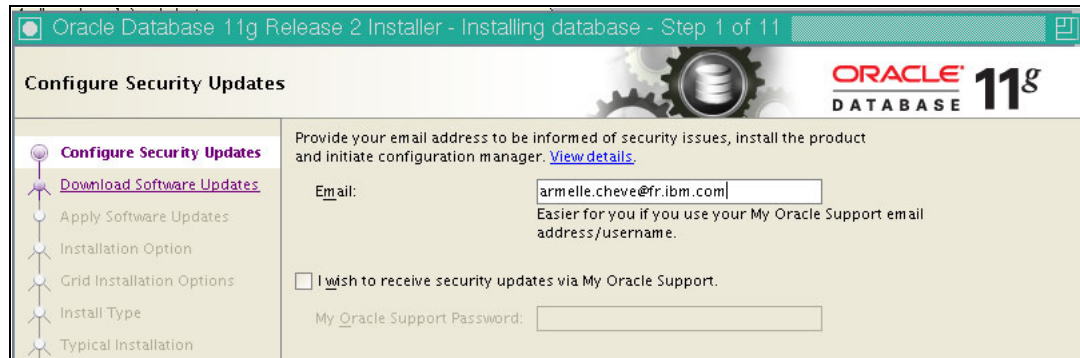 Oracle Database 11g Release 2 Installer - Installing database - Step 1 of 11
Configure Security Updates
ORACLE
DATABASE 11g
Configure Security Updates
Download Software Updates
Apply Software Updates
Installation Option
Grid Installation Options
Install Type
Typical Installation
Provide your email address to be informed of security issues, install the product
and initiate configuration manager. View details.
Email: armelle.cheve@fr.ibm.com
Easier for you if you use your My Oracle Support email
address/username.
I wish to receive security updates via My Oracle Support.
My Oracle Support Password: